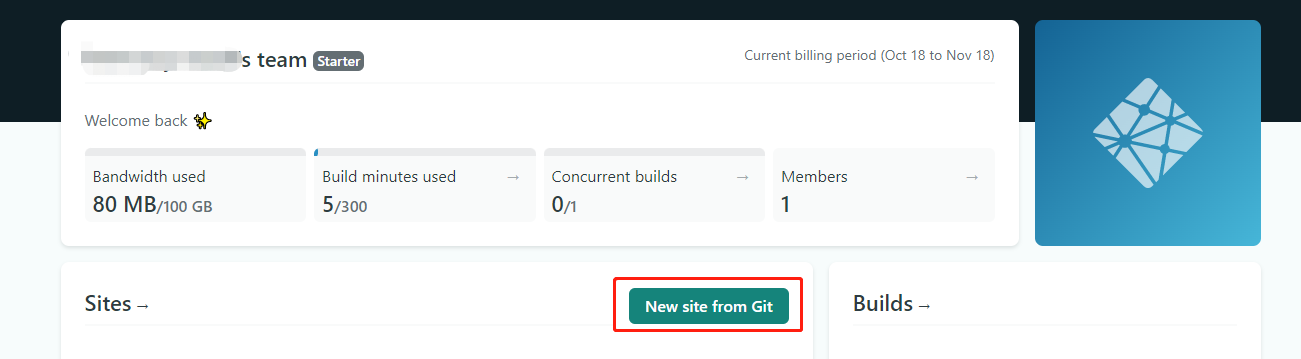 's team Starter
Current billing period (Oct 18 to Nov 18)
Welcome back ✨
Bandwidth used
80 MB/100 GB
Build minutes used →
5/300
Concurrent builds →
0/1
Members →
1
Sites →
New site from Git
Builds →